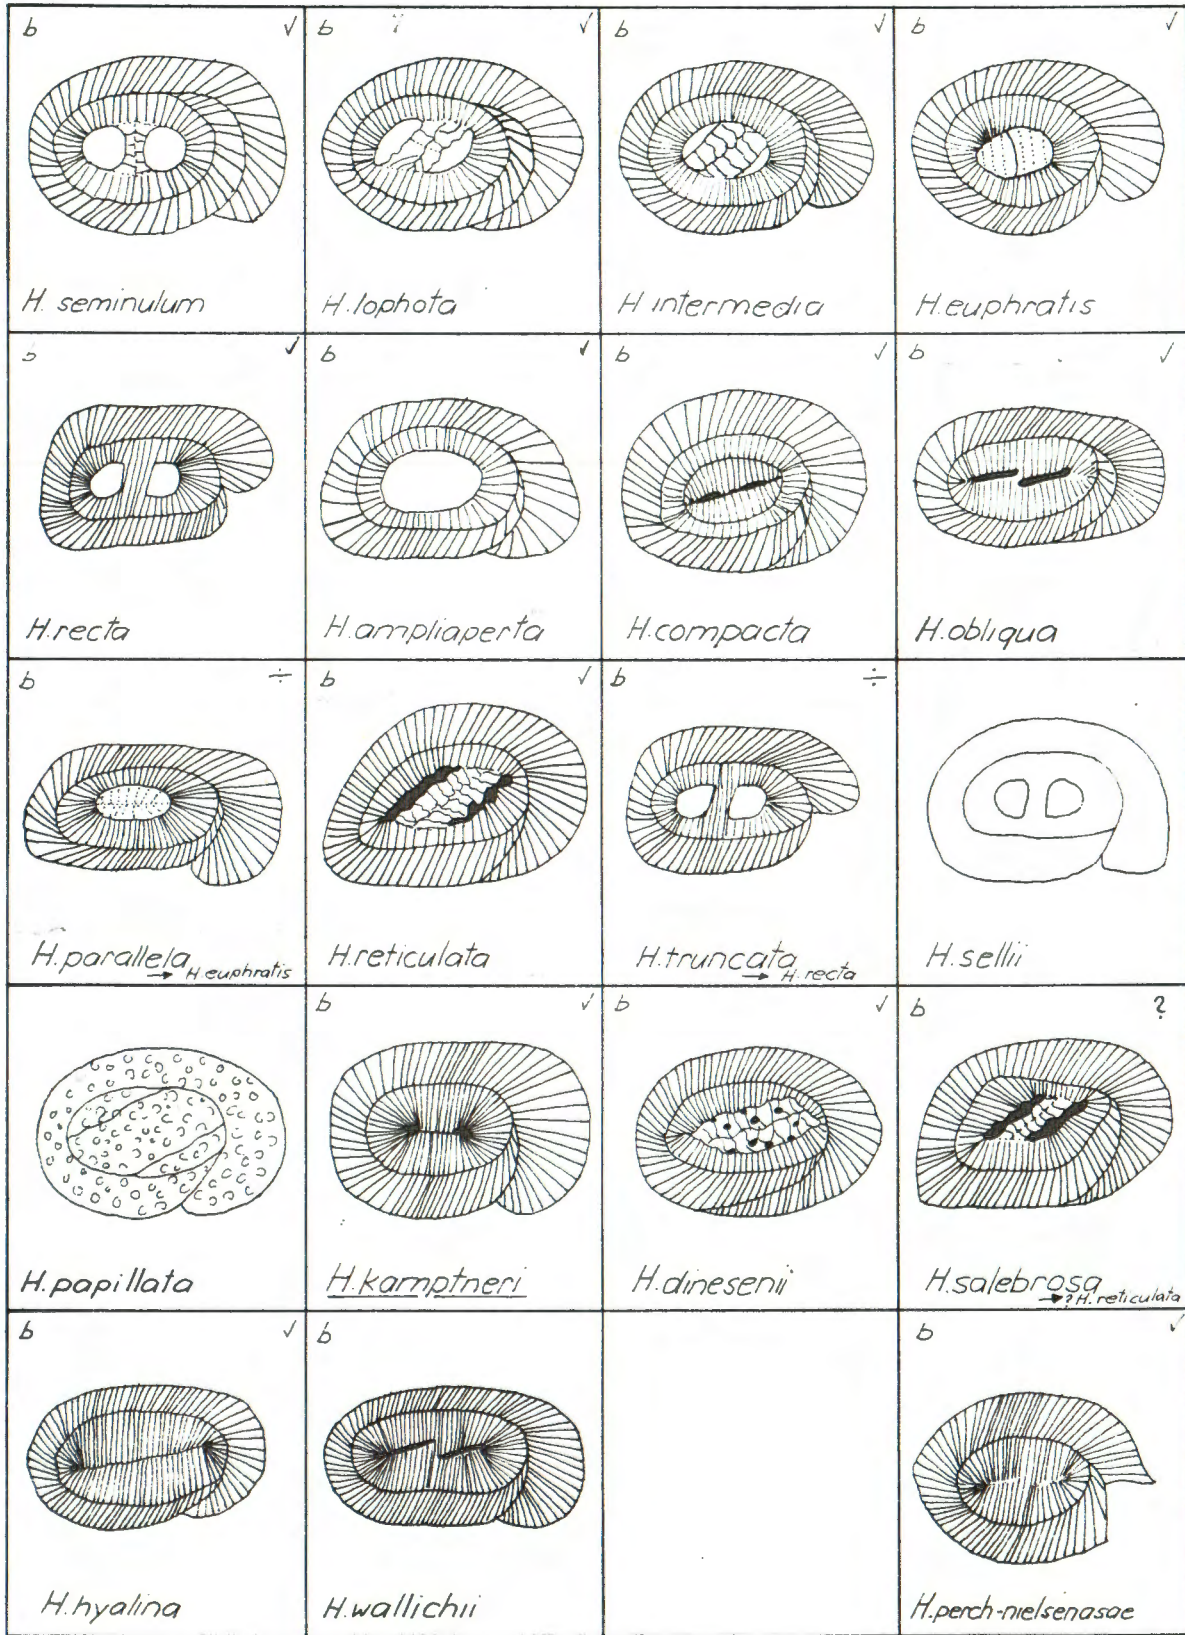 b ✓ b ✓ b ✓ b ✓
H. seminulum
H. lophota
H intermedia
H. euphratis
b ✓ b ✓ b ✓ b ✓
H. recta
H. ampliaperta
H. compacta
H. obliqua
b ÷ b ✓ b ÷
H. parallela
→ H. euphratis
H. reticulata
H. truncata
→ H. recta
H. sellii
b ✓ b ✓ b ?
H. papillata
H. kamptneri
H. dinesenii
H. salebrosa
→ ? H. reticulata
b ✓ b b ✓
H. hyalina
H. wallichii
H. perch-nielsenasae